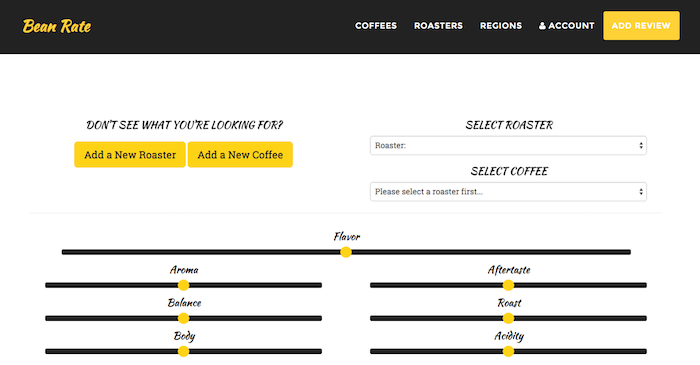 Bean Rate
COFFEES ROASTERS REGIONS ACCOUNT ADD REVIEW
DON'T SEE WHAT YOU'RE LOOKING FOR?
Add a New Roaster Add a New Coffee
SELECT ROASTER
Roaster:
SELECT COFFEE
Please select a roaster first...
Flavor
Aroma Aftertaste
Balance Roast
Body Acidity